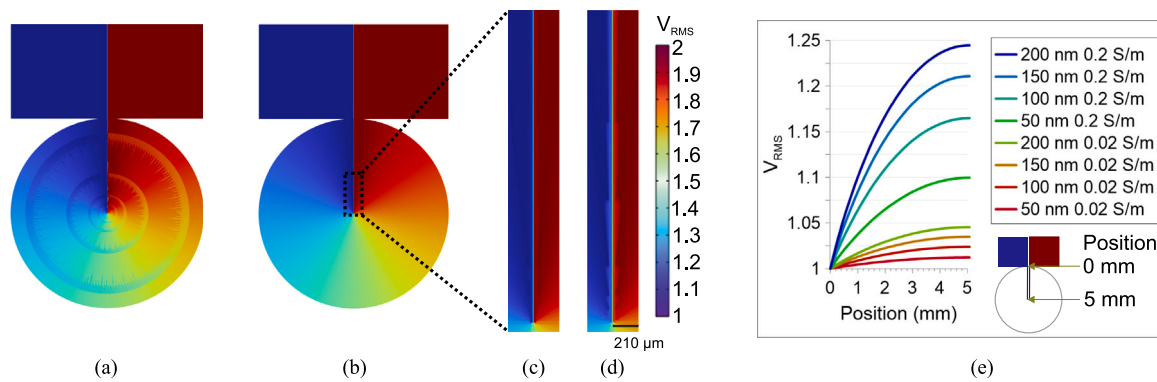 V_RMS
2
1.9
1.8
1.7
1.6
1.5
1.4
1.3
1.2
1.1
1
210 µm
(a)
(b)
(c)
(d)
1.25
1.2
1.15
1.1
1.05
1
V_RMS
0 1 2 3 4 5
Position (mm)
200 nm 0.2 S/m
150 nm 0.2 S/m
100 nm 0.2 S/m
50 nm 0.2 S/m
200 nm 0.02 S/m
150 nm 0.02 S/m
100 nm 0.02 S/m
50 nm 0.02 S/m
Position
0 mm
5 mm
(e)